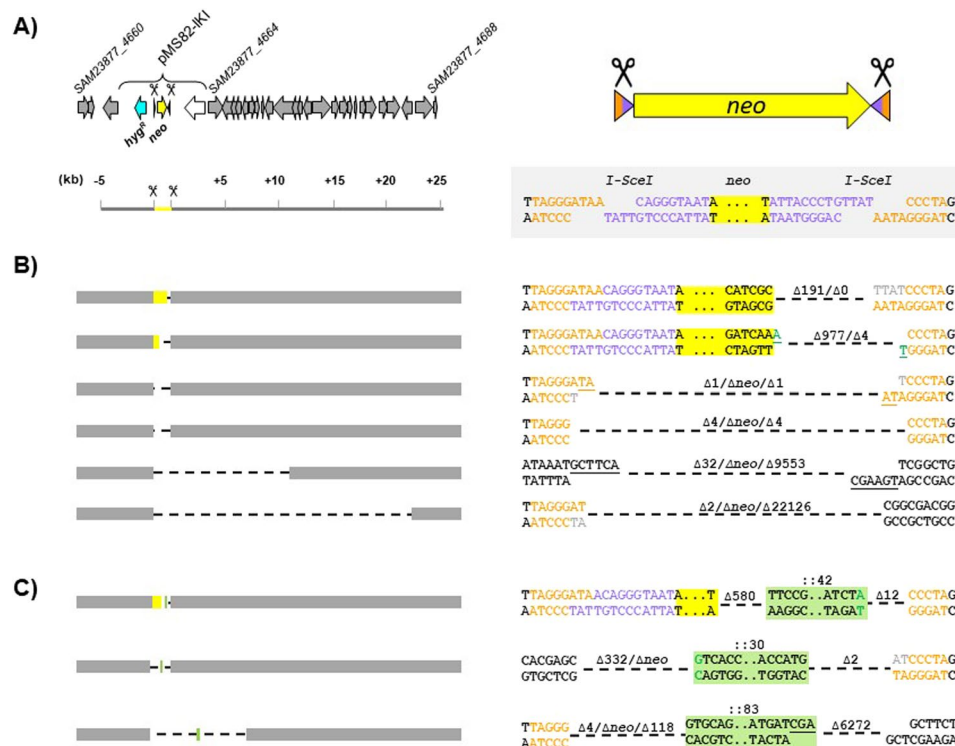 A)
SAM23877_4660
pMS82-IKI
SAM23877_4664
SAM23877_4688
hygR
neo
neo
(kb)
-5
+5
+10
+15
+20
+25
I-SceI neo I-SceI
TTAGGGATAA CAGGGTAATA ... TATTACCCTGTTAT CCCTAG
AATCCC TATTGTCCCATTAT ... ATAATGGGAC AATAGGGATC
B)
TTAGGGATAACAGGGTAATA ... CATCGC Δ191/Δ0 TTATCCCTAG
AATCCCTATTGTCCCATTAT ... GTAGCG AATAGGGATC
TTAGGGATAACAGGGTAATA ... GATCAAA Δ977/Δ4 CCCTAG
AATCCCTATTGTCCCATTAT ... CTAGTT TGGGATC
TTAGGGATA Δ1/Δneo/Δ1 TCCCTAG
AATCCCT ATAGGGATC
TTAGGG Δ4/Δneo/Δ4 CCCTAG
AATCCC GGGATC
ATAAATGCTTCA Δ32/Δneo/Δ9553 TCGGCTG
TATTTA CGAAGTAGCCGAC
TTAGGGAT Δ2/Δneo/Δ22126 CGGCGACGG
AATCCCTA GCCGCTGCC
C)
::42
TTAGGGATAACAGGGTAATA...T Δ580 TTCCG..ATCTA Δ12 CCCTAG
AATCCCTATTGTCCCATTAT...A AAGGC..TAGAT GGGATC
::30
CACGAGC Δ332/Δneo GTCACC..ACCATG Δ2 ATCCCTAG
GTGCTCG CAGTGG..TGGTAC TAGGGATC
::83
TTAGGG Δ4/Δneo/Δ118 GTGCAG..ATGATCGA Δ6272 GCTTCT
AATCCC CACGTC..TACTA GCTCGAAGA